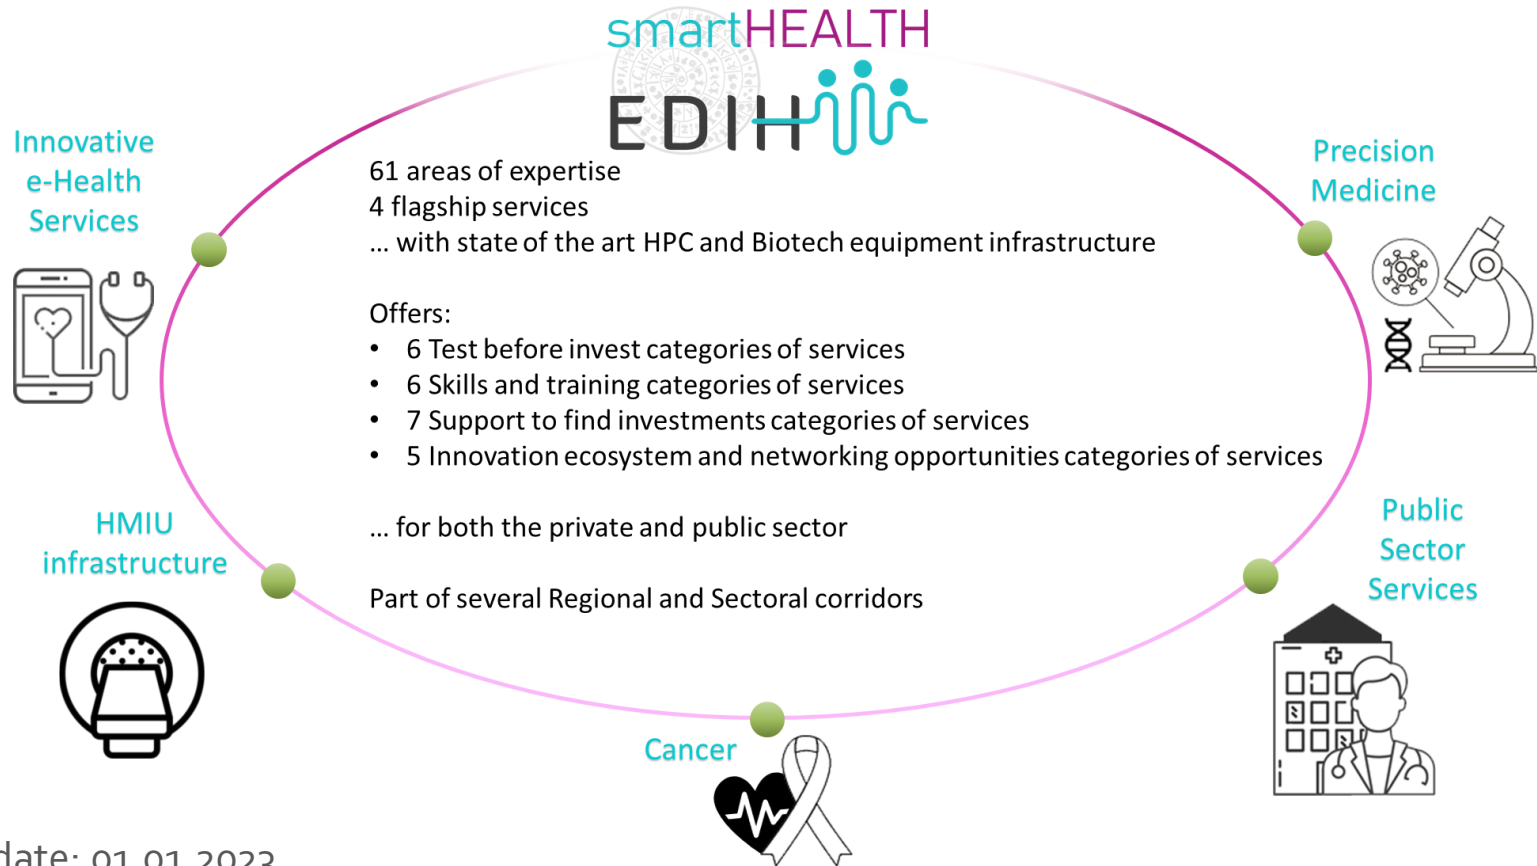 smartHEALTH
EDIH
Innovative
e-Health
Services
61 areas of expertise
4 flagship services
... with state of the art HPC and Biotech equipment infrastructure
Offers:
• 6 Test before invest categories of services
• 6 Skills and training categories of services
• 7 Support to find investments categories of services
• 5 Innovation ecosystem and networking opportunities categories of services
... for both the private and public sector
Part of several Regional and Sectoral corridors
Precision
Medicine
HMIU
infrastructure
Public
Sector
Services
Cancer
date: 01.01.2023